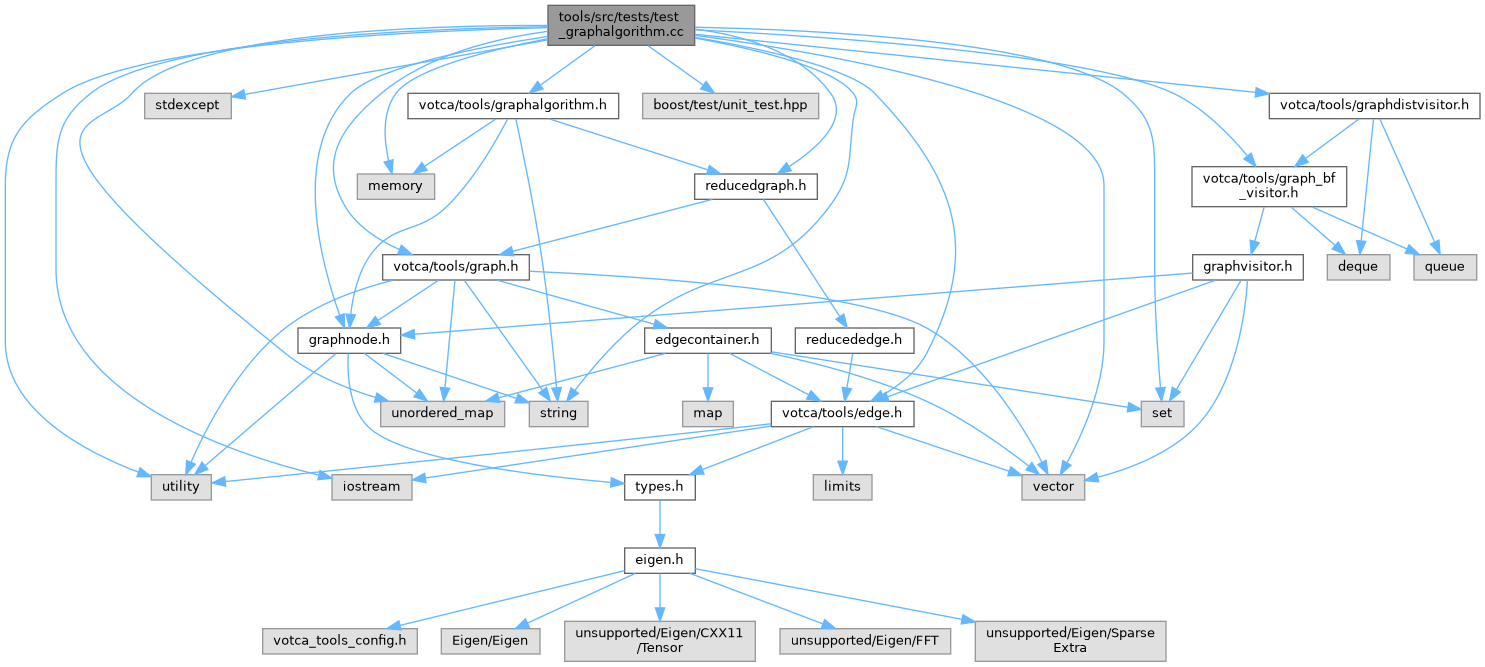 tools/src/tests/test
_graphalgorithm.cc
stdexcept
votca/tools/graphalgorithm.h
boost/test/unit_test.hpp
votca/tools/graphdistvisitor.h
memory
reducedgraph.h
votca/tools/graph_bf
_visitor.h
votca/tools/graph.h
graphvisitor.h
deque
queue
graphnode.h
edgecontainer.h
reducededge.h
unordered_map
string
map
votca/tools/edge.h
set
utility
iostream
types.h
limits
vector
eigen.h
votca_tools_config.h
Eigen/Eigen
unsupported/Eigen/CXX11
/Tensor
unsupported/Eigen/FFT
unsupported/Eigen/Sparse
Extra